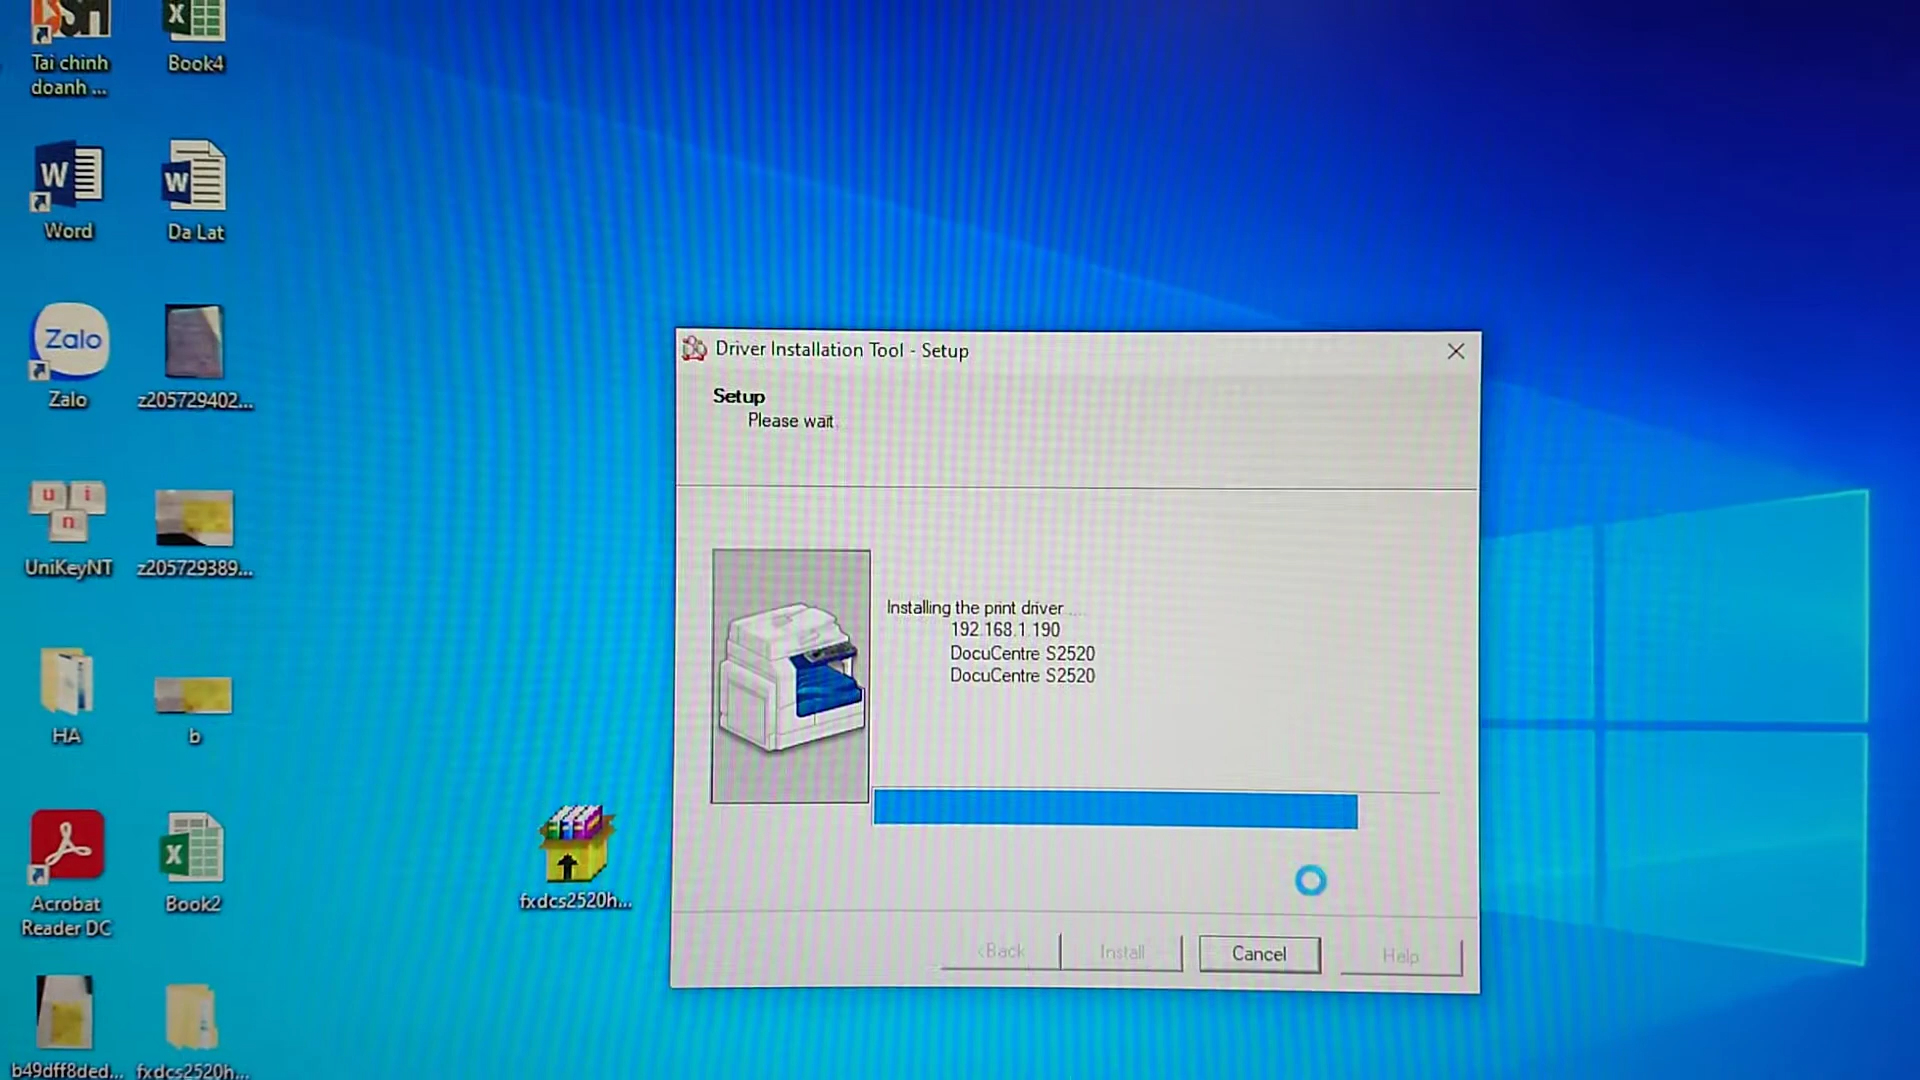 Tai chinh
doanh ...
Book4
Word
Da Lat
Zalo
Zalo
z205729402...
u i
n
UniKeyNT
z205729389...
HA
b
Acrobat
Reader DC
Book2
b49dff8ded...
fxdcs2520h...
fxdcs2520h...
Driver Installation Tool - Setup
Setup
Please wait.
Installing the print driver ....
192.168.1.190
DocuCentre S2520
DocuCentre S2520
<Back
Install
Cancel
Help